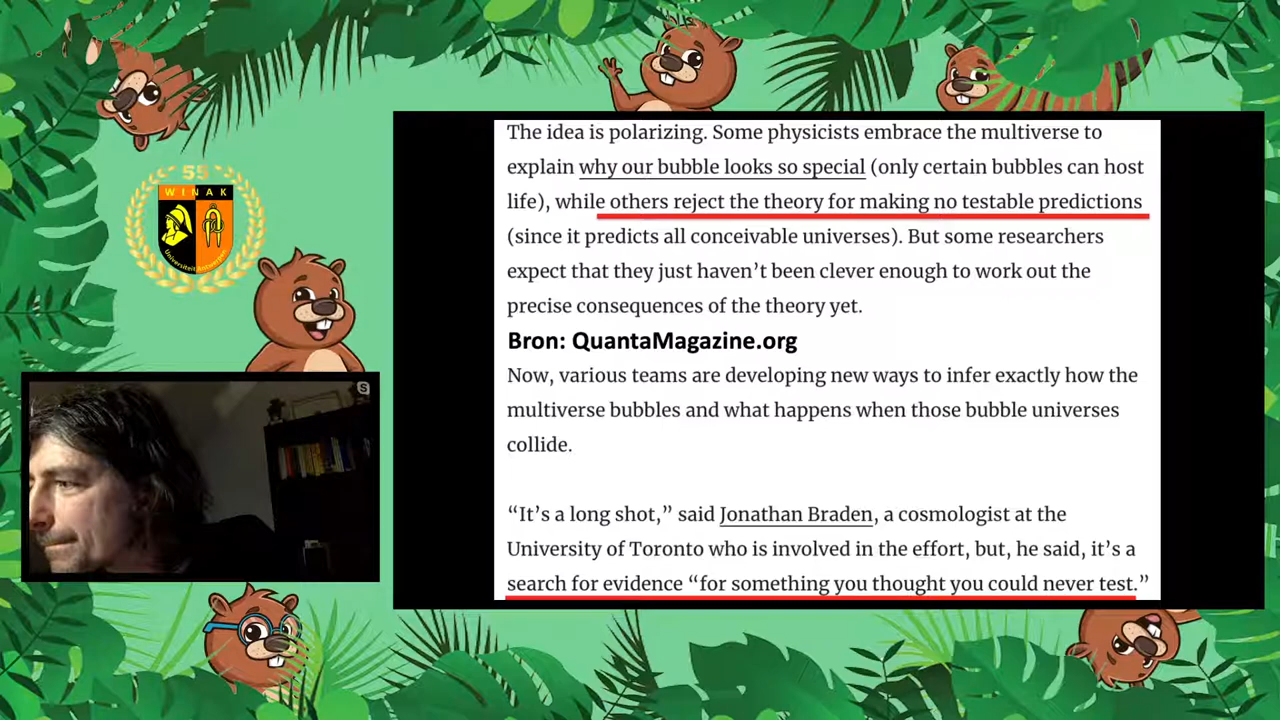 55
WINAK
Universiteit Antwerpen
The idea is polarizing. Some physicists embrace the multiverse to
explain why our bubble looks so special (only certain bubbles can host
life), while others reject the theory for making no testable predictions
(since it predicts all conceivable universes). But some researchers
expect that they just haven’t been clever enough to work out the
precise consequences of the theory yet.
Bron: QuantaMagazine.org
Now, various teams are developing new ways to infer exactly how the
multiverse bubbles and what happens when those bubble universes
collide.
“It’s a long shot,” said Jonathan Braden, a cosmologist at the
University of Toronto who is involved in the effort, but, he said, it’s a
search for evidence “for something you thought you could never test.”
S